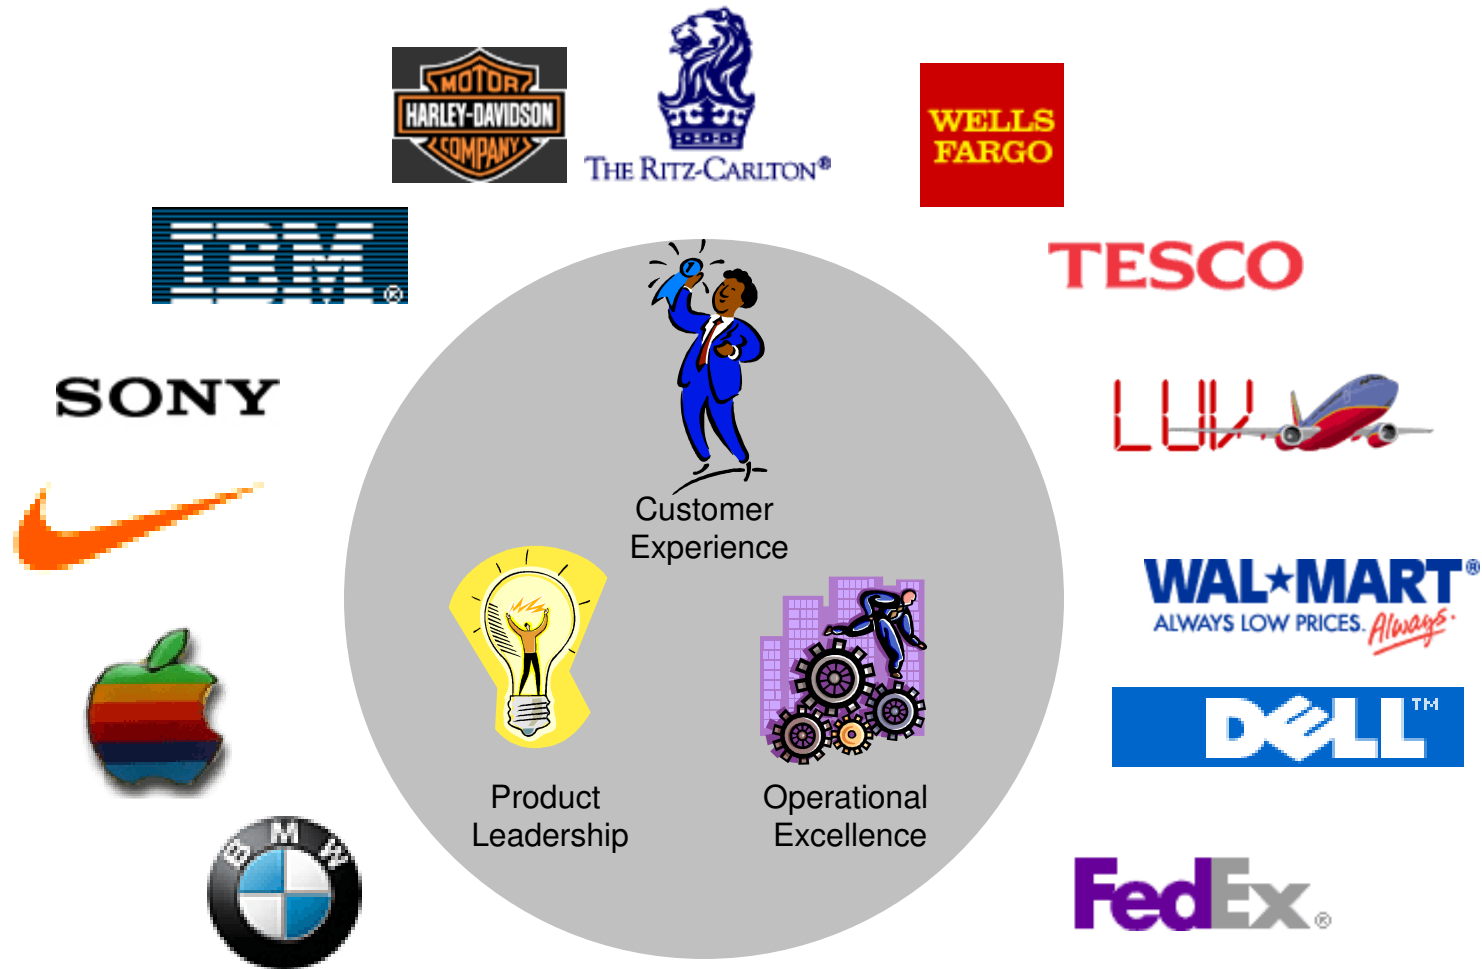 MOTOR
HARLEY-DAVIDSON
COMPANY
THE RITZ-CARLTON®
WELLS
FARGO
IBM®
TESCO
SONY
LUV
1
Customer
Experience
WAL★MART®
ALWAYS LOW PRICES. Always.
DELL™
Product
Leadership
Operational
Excellence
BMW
FedEx®